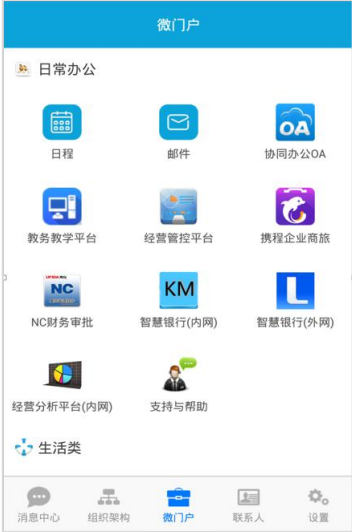 微门户
日常办公
日程
邮件
OA
协同办公OA
教务教学平台
经营管控平台
携程企业商旅
NC
KM
L
NC财务审批
智慧银行(内网)
智慧银行(外网)
经营分析平台(内网)
支持与帮助
生活类
消息中心
组织架构
微门户
联系人
设置